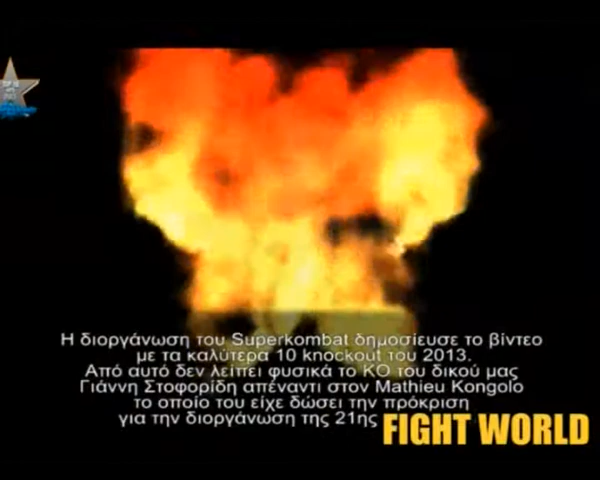 Η διοργάνωση του Superkombat δημοσίευσε το βίντεο
με τα καλύτερα 10 knockout του 2013.
Από αυτό δεν λείπει φυσικά το ΚΟ του δικού μας
Γιάννη Στοφορίδη απέναντι στον Mathieu Kongolo
το οποίο του είχε δώσει την πρόκριση
για την διοργάνωση της 21ης
FIGHT WORLD